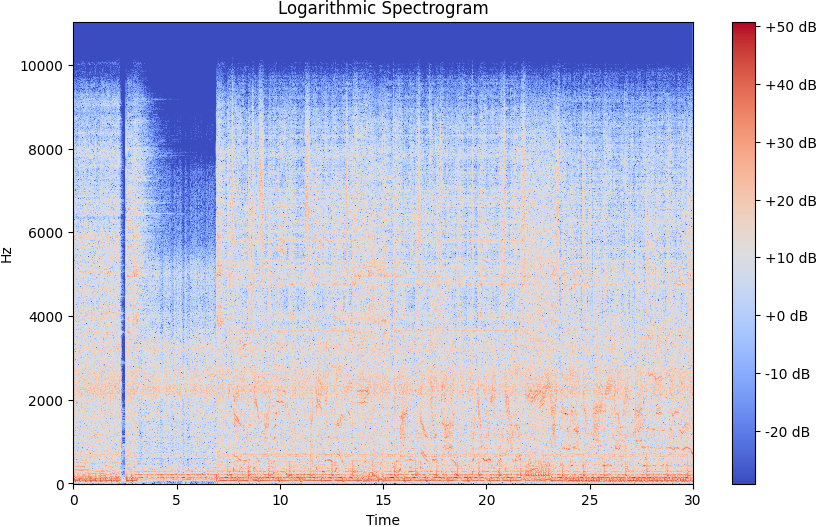 Logarithmic Spectrogram
Hz
10000
8000
6000
4000
2000
0
0 5 10 15 20 25 30
Time
+50 dB
+40 dB
+30 dB
+20 dB
+10 dB
+0 dB
-10 dB
-20 dB